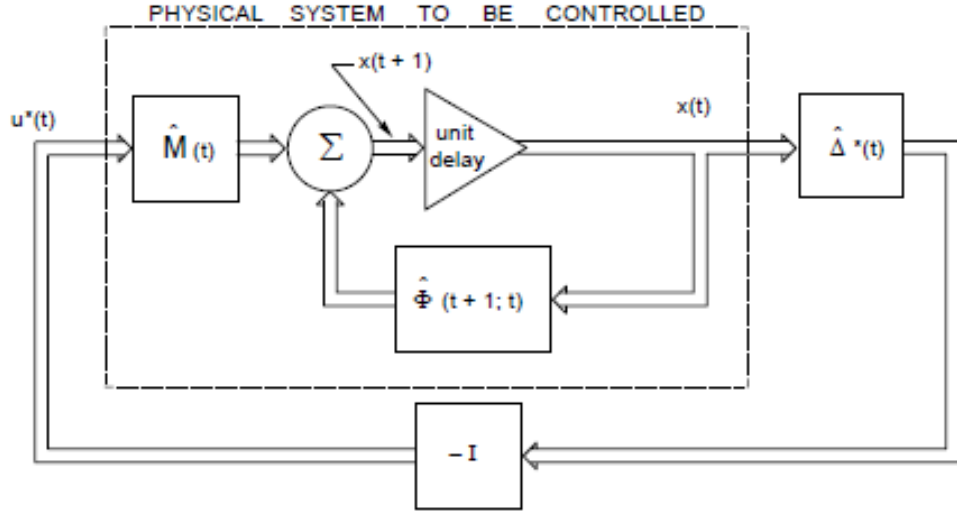 PHYSICAL SYSTEM TO BE CONTROLLED
x(t + 1)
u*(t)
M̂ (t)
Σ
unit
delay
x(t)
Δ̂ *(t)
Φ̂ (t + 1; t)
– I